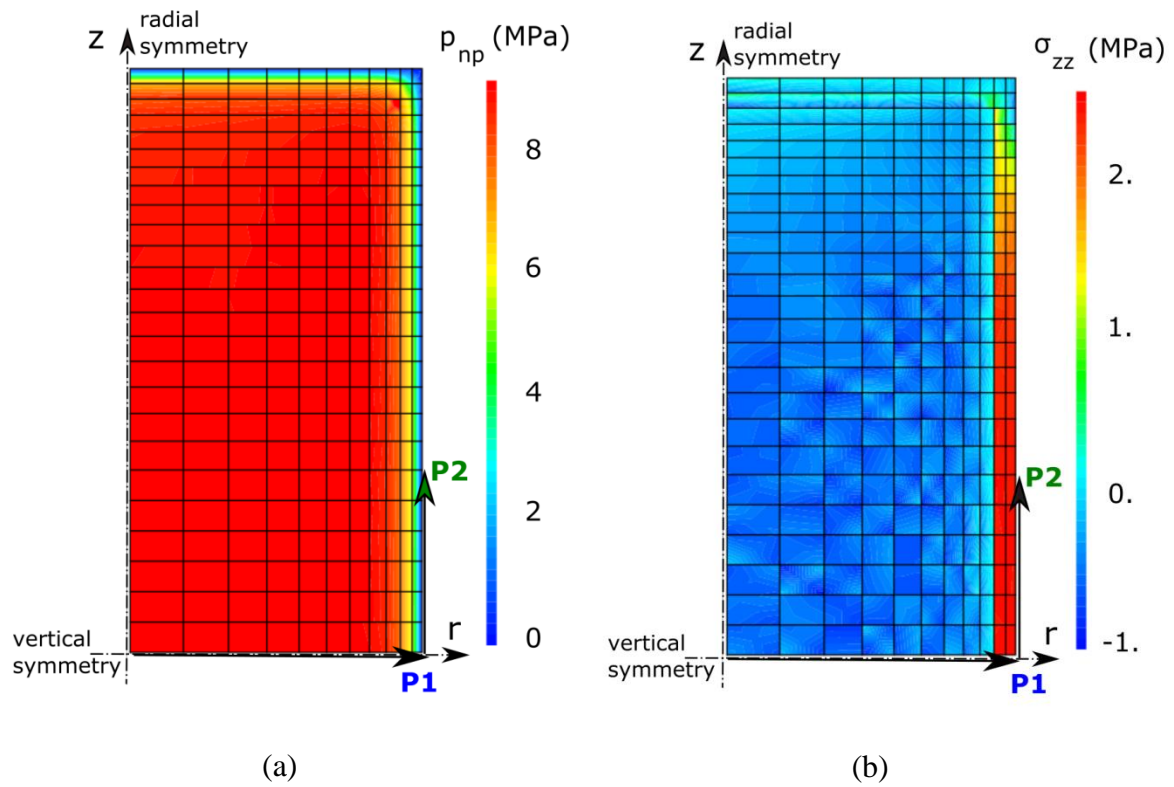 z
radial
symmetry
p_np (MPa)
8
6
4
2
0
P2
r
vertical
symmetry
P1
(a)
z
radial
symmetry
σ_zz (MPa)
2.
1.
0.
-1.
P2
r
vertical
symmetry
P1
(b)